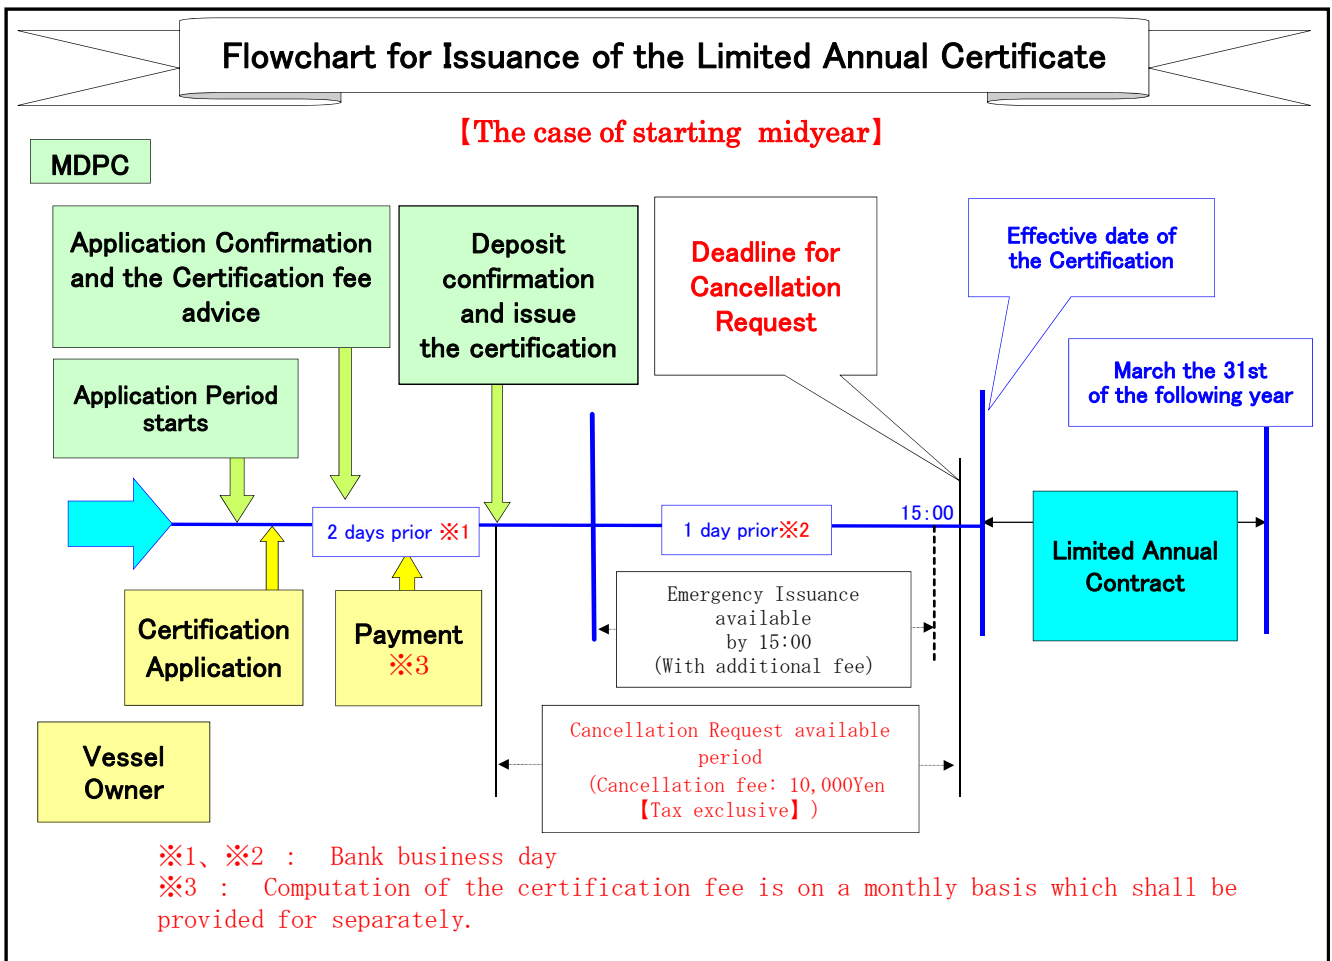 Flowchart for Issuance of the Limited Annual Certificate
【The case of starting midyear】
MDPC
Application Confirmation
and the Certification fee
advice
Deposit
confirmation
and issue
the certification
Deadline for
Cancellation
Request
Effective date of
the Certification
March the 31st
of the following year
Application Period
starts
2 days prior ※1
1 day prior※2
15:00
Limited Annual
Contract
Certification
Application
Payment
※3
Emergency Issuance
available
by 15:00
(With additional fee)
Vessel
Owner
Cancellation Request available
period
(Cancellation fee: 10,000Yen
【Tax exclusive】)
※1、※2 : Bank business day
※3 : Computation of the certification fee is on a monthly basis which shall be
provided for separately.